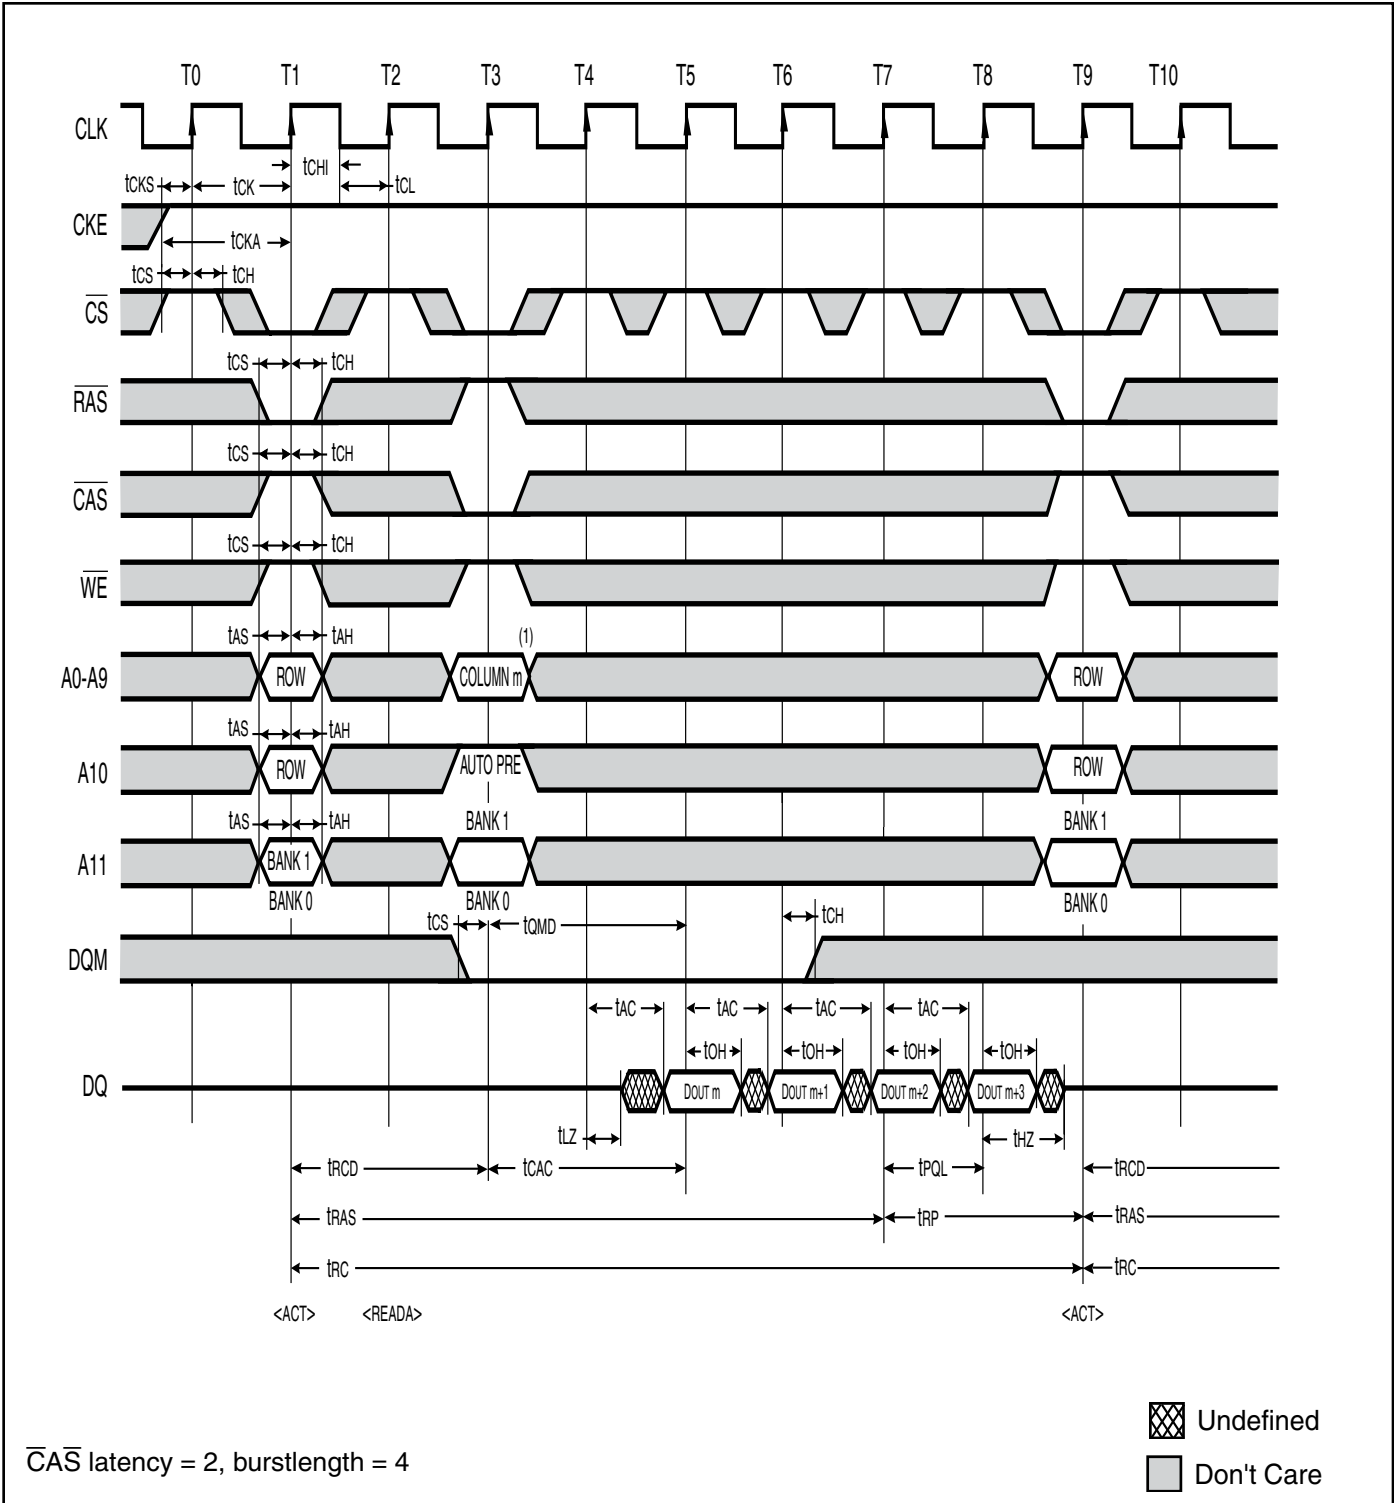 T0 T1 T2 T3 T4 T5 T6 T7 T8 T9 T10
CLK
tCHI
tCKS tCK tCL
CKE
tCKA
tCS tCH
CS
tCS tCH
RAS
tCS tCH
CAS
tCS tCH
WE
tAS tAH (1)
A0-A9 ROW COLUMN m ROW
tAS tAH
A10 ROW AUTO PRE ROW
tAS tAH BANK 1 BANK 1
A11 BANK 1
BANK 0 BANK 0 BANK 0
tCS tQMD tCH
DQM
tAC tAC tAC tAC
tOH tOH tOH tOH
DQ DOUT m DOUT m+1 DOUT m+2 DOUT m+3
tLZ tHZ
tRCD tCAC tPQL tRCD
tRAS tRP tRAS
tRC tRC
<ACT> <READA> <ACT>
Undefined
CAS latency = 2, burstlength = 4
Don't Care